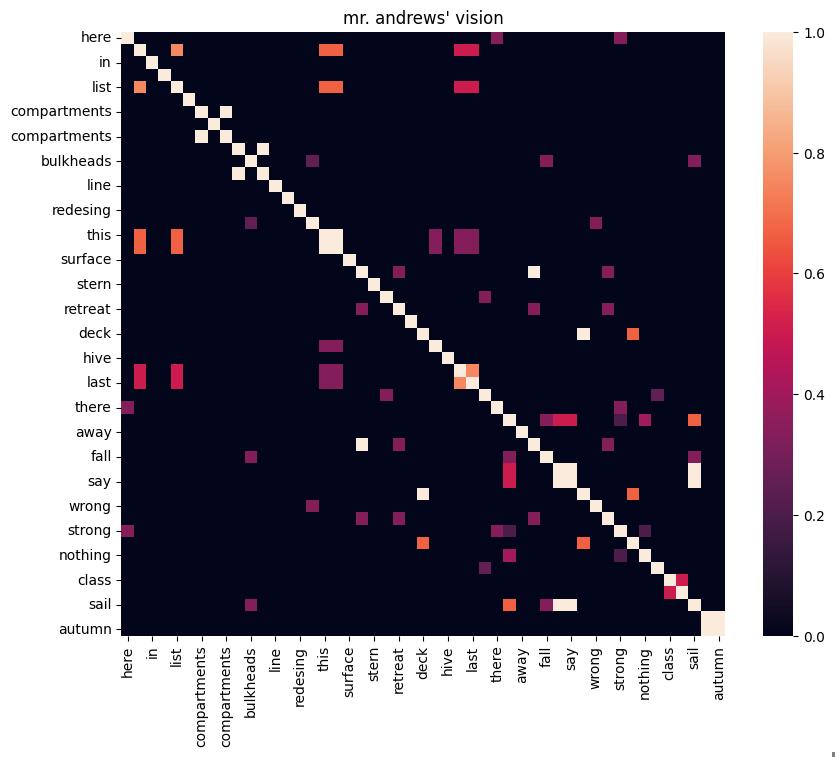 mr. andrews' vision
here
in
list
compartments
compartments
bulkheads
line
redesing
this
surface
stern
retreat
deck
hive
last
there
away
fall
say
wrong
strong
nothing
class
sail
autumn
1.0
0.8
0.6
0.4
0.2
0.0
here
in
list
compartments
compartments
bulkheads
line
redesing
this
surface
stern
retreat
deck
hive
last
there
away
fall
say
wrong
strong
nothing
class
sail
autumn